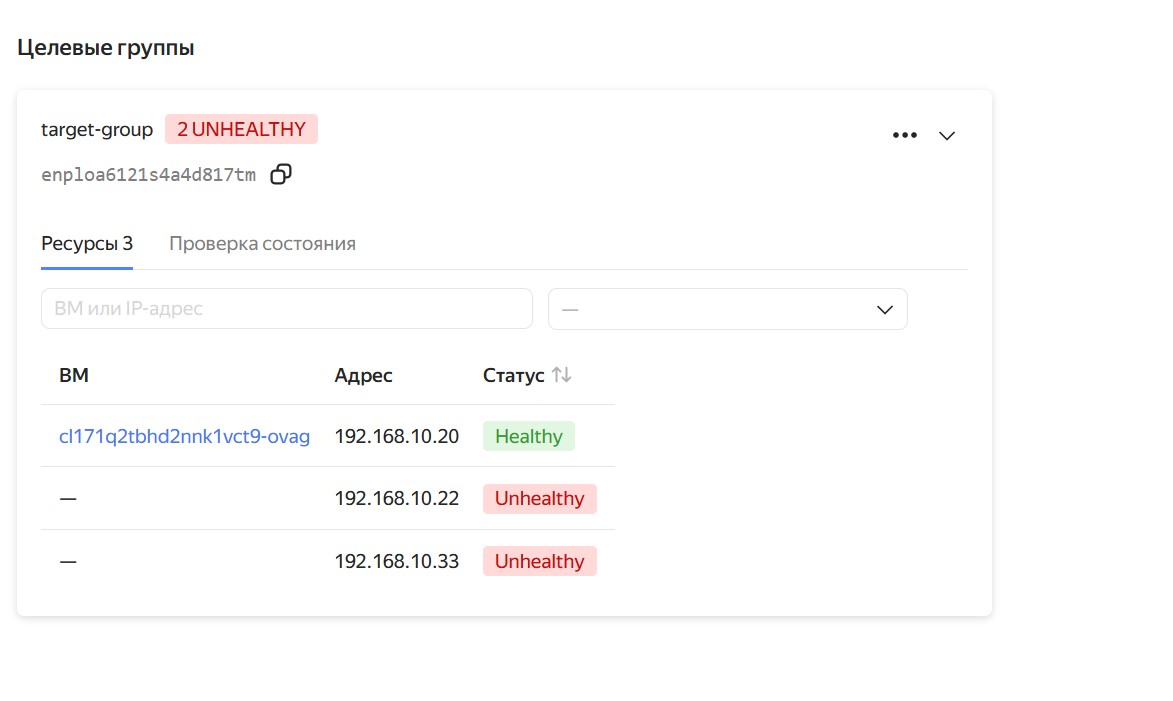 Целевые группы
target-group 2 UNHEALTHY
enploa6121s4a4d817tm
Ресурсы 3 Проверка состояния
ВМ или IP-адрес —
ВМ Адрес Статус
cl171q2tbhd2nnk1vct9-ovag 192.168.10.20 Healthy
— 192.168.10.22 Unhealthy
— 192.168.10.33 Unhealthy